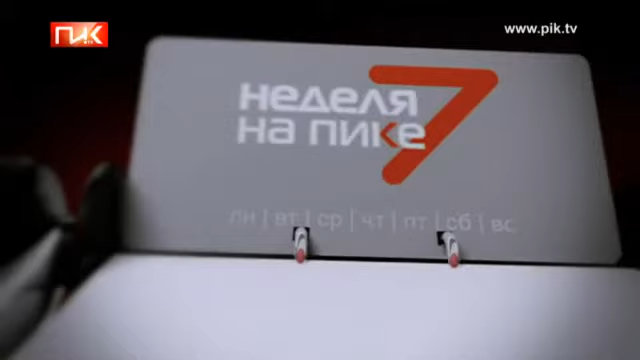 ПИК
www.pik.tv
неделя
7
на пике
пн | вт | ср | чт | пт | сб | вс